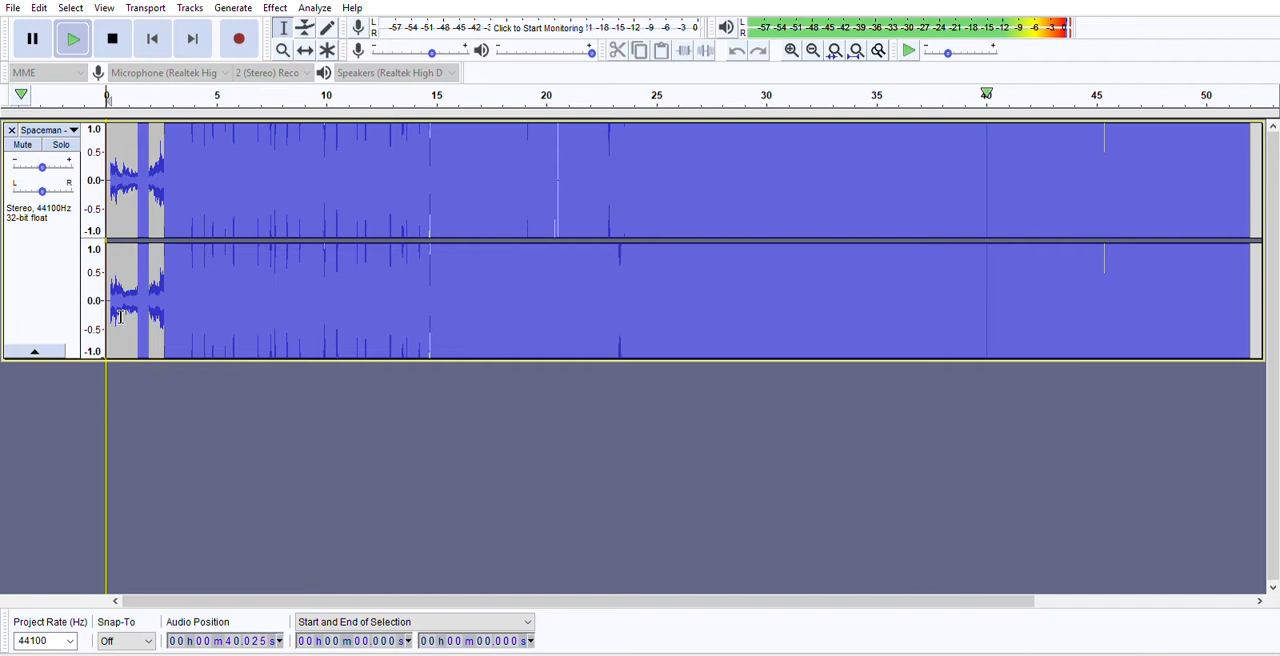 File Edit Select View Transport Tracks Generate Effect Analyze Help
L R -57 -54 -51 -48 -45 -42 -3 Click to Start Monitoring !1 -18 -15 -12 -9 -6 -3 0
L R -57 -54 -51 -48 -45 -42 -39 -36 -33 -30 -27 -24 -21 -18 -15 -12 -9 -6 -3 0
- + - + - +
MME Microphone (Realtek Hig 2 (Stereo) Reco Speakers (Realtek High D
0 5 10 15 20 25 30 35 40 45 50
Spaceman - 1.0
Mute Solo
- + 0.5
0.0
L R
Stereo, 44100Hz -0.5
32-bit float
-1.0
1.0
0.5
0.0
-0.5
-1.0
Project Rate (Hz) Snap-To Audio Position Start and End of Selection
44100 Off 00 h 00 m 40.025 s 00 h 00 m 00.000 s 00 h 00 m 00.000 s